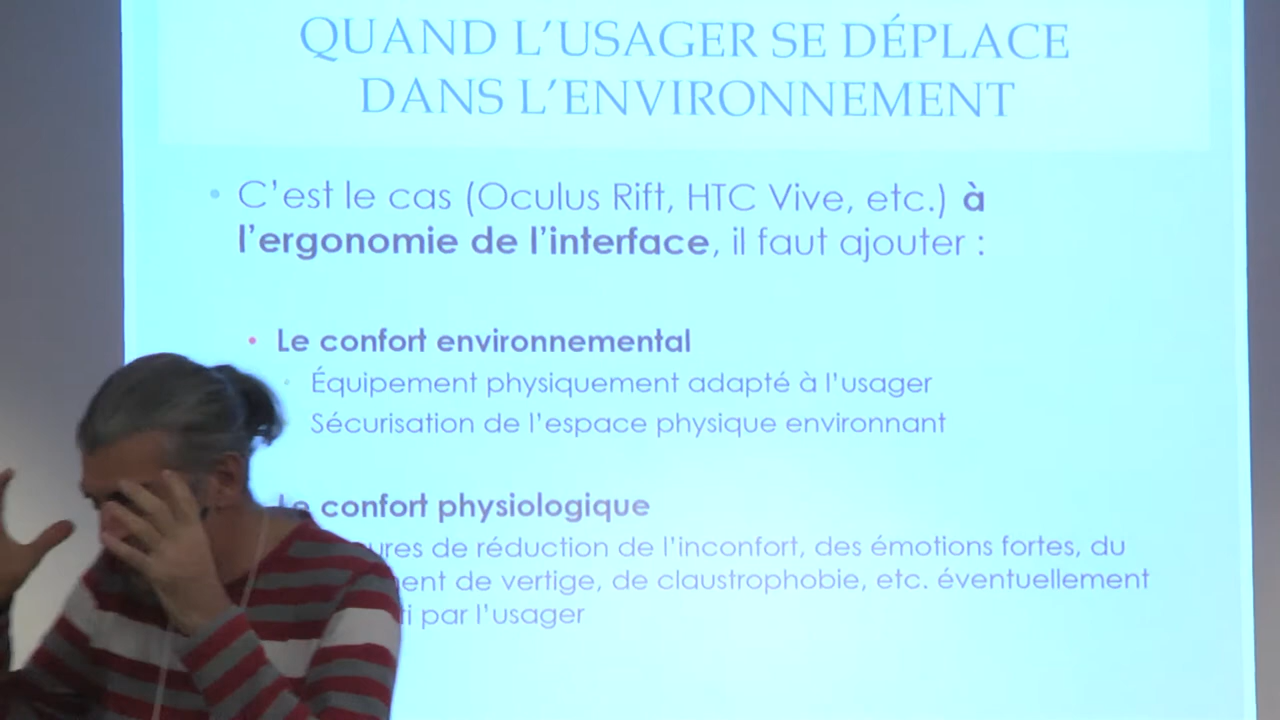 QUAND L’USAGER SE DÉPLACE
DANS L’ENVIRONNEMENT
• C’est le cas (Oculus Rift, HTC Vive, etc.) à
l’ergonomie de l’interface, il faut ajouter :
• Le confort environnemental
Équipement physiquement adapté à l’usager
Sécurisation de l’espace physique environnant
Le confort physiologique
de réduction de l’inconfort, des émotions fortes, du
de vertige, de claustrophobie, etc. éventuellement
par l’usager